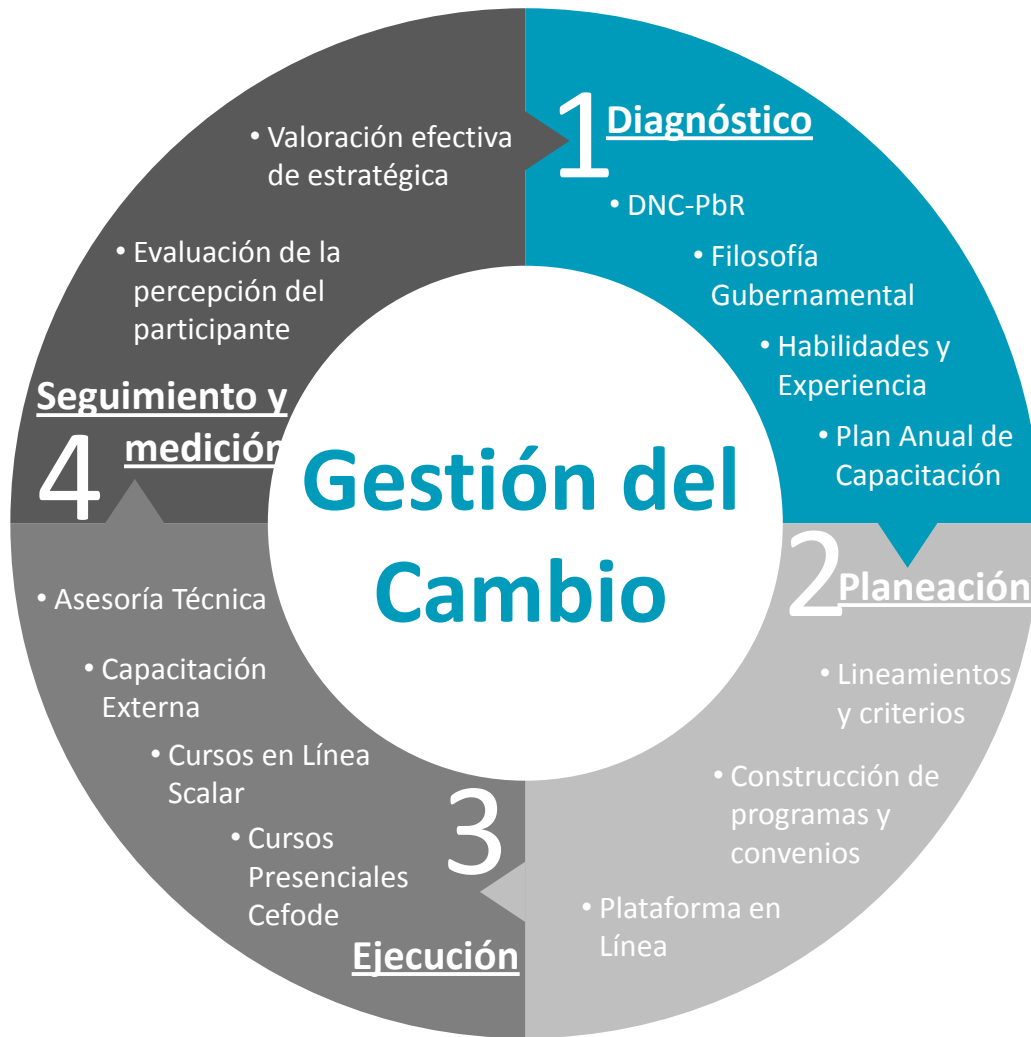 1
Diagnóstico
• DNC-PbR
• Filosofía
Gubernamental
• Habilidades y
Experiencia
• Plan Anual de
Capacitación
2
Planeación
• Lineamientos
y criterios
• Construcción de
programas y
convenios
• Plataforma en
Línea
3
• Asesoría Técnica
• Capacitación
Externa
• Cursos en Línea
Scalar
• Cursos
Presenciales
Cefode
Ejecución
• Valoración efectiva
de estratégica
• Evaluación de la
percepción del
participante
Seguimiento y
medición
4
Gestión del
Cambio